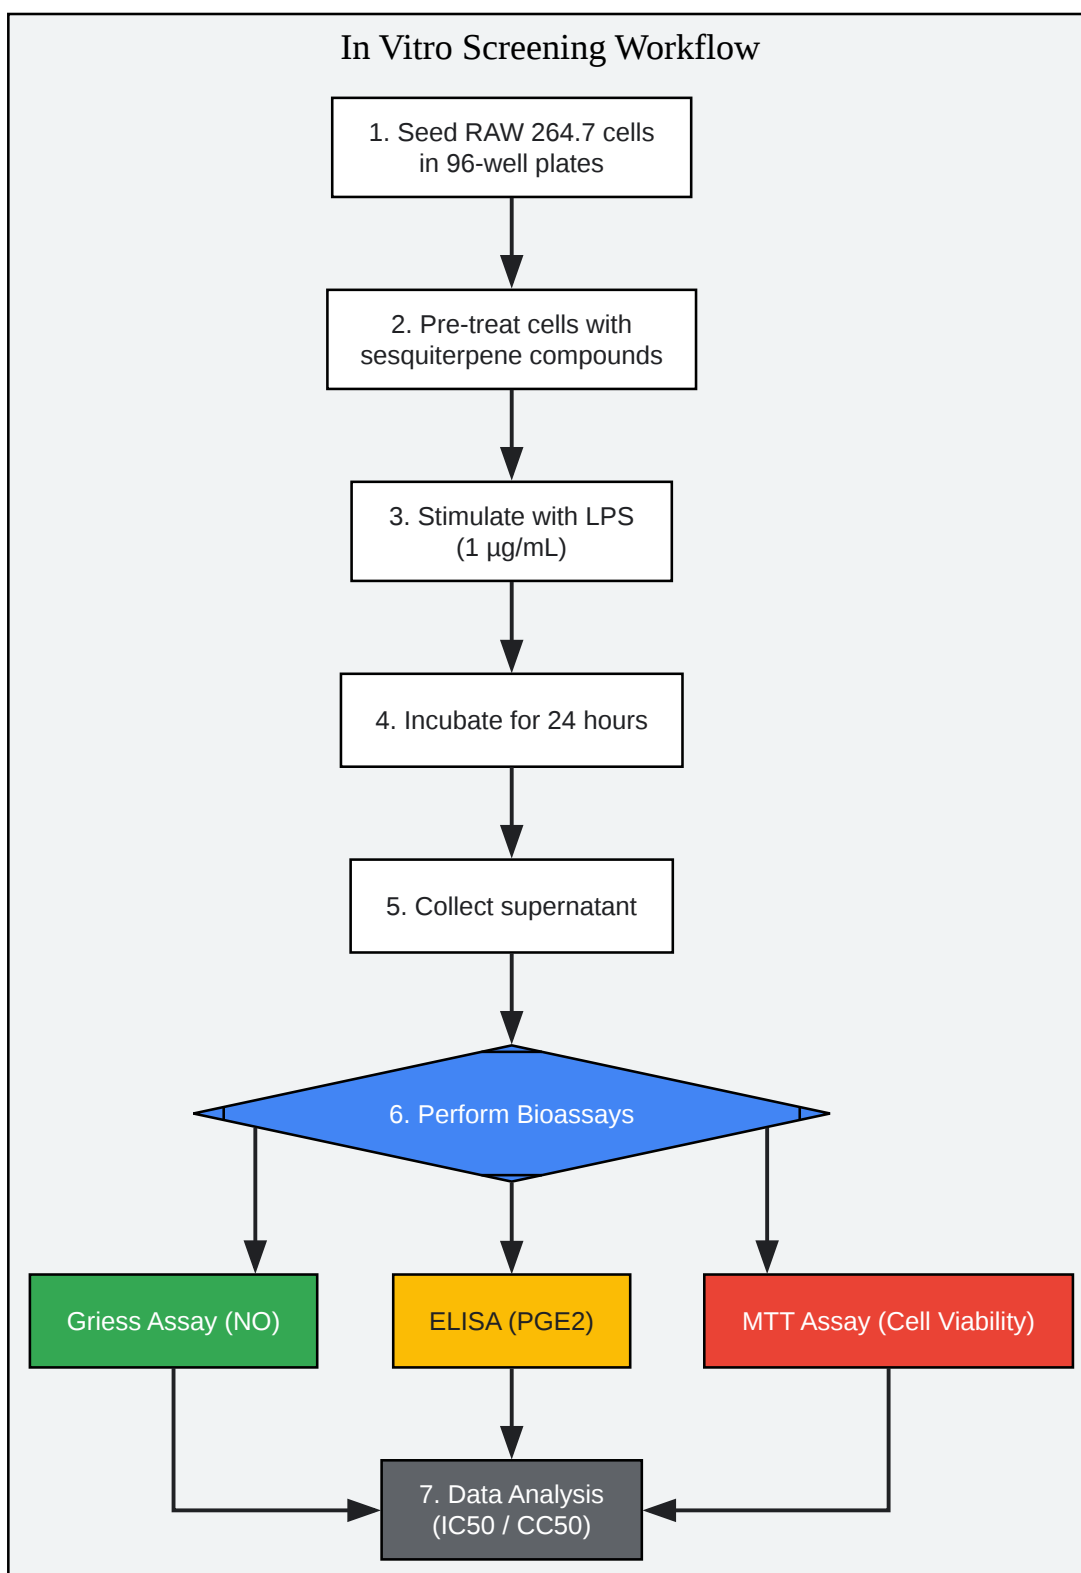 In Vitro Screening Workflow
1. Seed RAW 264.7 cells
in 96-well plates
2. Pre-treat cells with
sesquiterpene compounds
3. Stimulate with LPS
(1 µg/mL)
4. Incubate for 24 hours
5. Collect supernatant
6. Perform Bioassays
Griess Assay (NO)
ELISA (PGE2)
MTT Assay (Cell Viability)
7. Data Analysis
(IC50 / CC50)